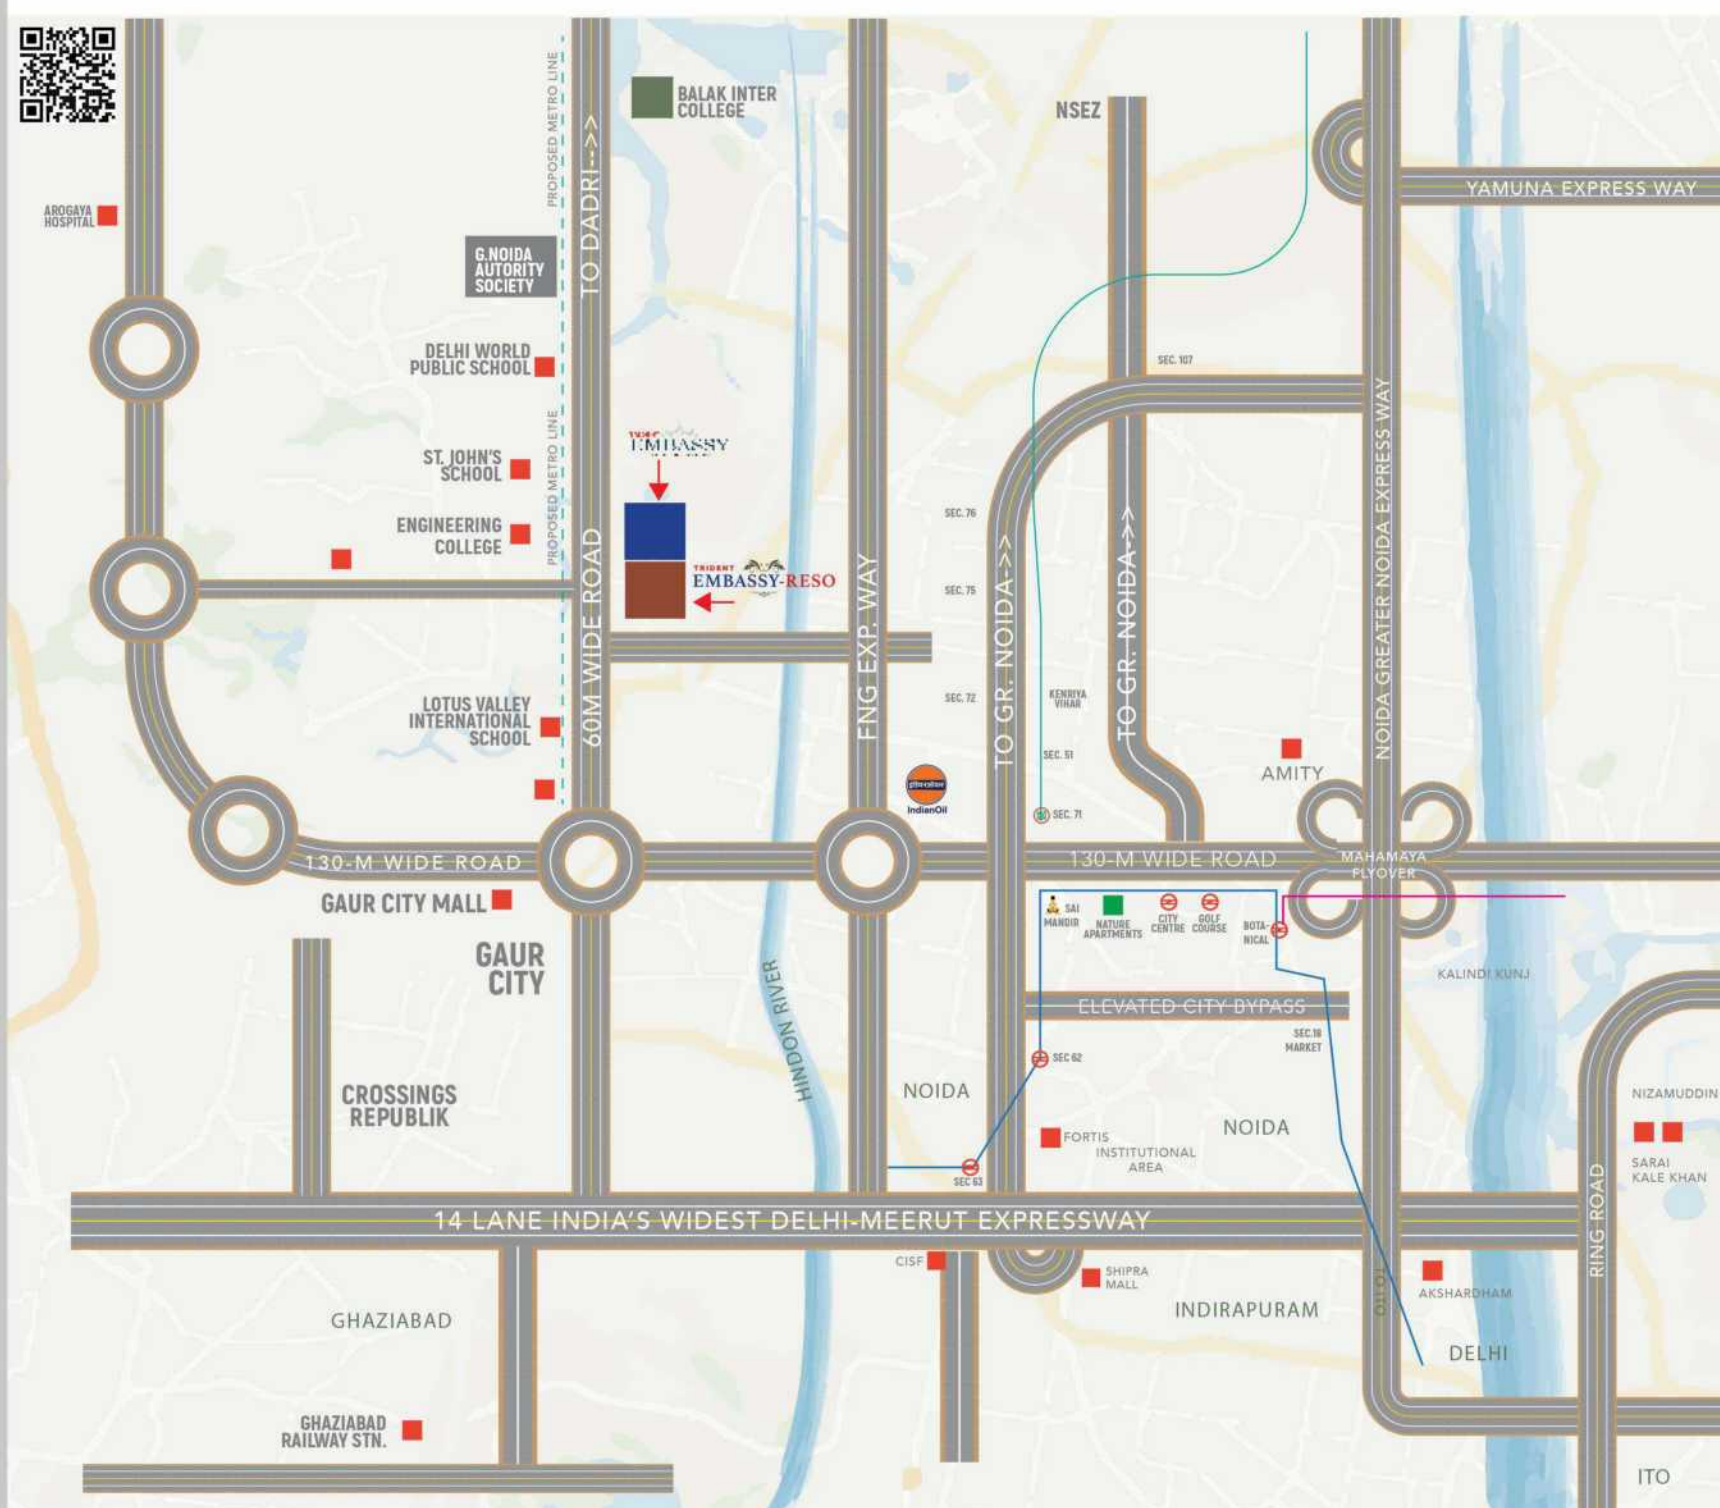 PROPOSED METRO LINE
TO DADRI-->>
BALAK INTER
COLLEGE
NSEZ
YAMUNA EXPRESS WAY
AROGAYA
HOSPITAL
G.NOIDA
AUTORITY
SOCIETY
DELHI WORLD
PUBLIC SCHOOL
SEC. 107
PROPOSED METRO LINE
ST. JOHN'S
SCHOOL
EMBASSY
ENGINEERING
COLLEGE
TRIDENT
EMBASSY-RESO
60M WIDE ROAD
FNG EXP. WAY
SEC. 76
SEC. 75
SEC. 72
TO GR. NOIDA->>
TO GR. NOIDA->>
NOIDA GREATER NOIDA EXPRESS WAY
KENRIYA
VIHAR
SEC. 51
SEC. 71
LOTUS VALLEY
INTERNATIONAL
SCHOOL
IndianOil
AMITY
130-M WIDE ROAD
130-M WIDE ROAD
MAHAMAYA
FLYOVER
GAUR CITY MALL
SAI
MANDIR
NATURE
APARTMENTS
CITY
CENTRE
GOLF
COURSE
BOTA-
NICAL
GAUR
CITY
HINDON RIVER
KALINDI KUNJ
ELEVATED CITY BYPASS
SEC.18
MARKET
SEC 62
CROSSINGS
REPUBLIK
NOIDA
NOIDA
NIZAMUDDIN
FORTIS
INSTITUTIONAL
AREA
SARAI
KALE KHAN
SEC 63
14 LANE INDIA'S WIDEST DELHI-MEERUT EXPRESSWAY
RING ROAD
CISF
SHIPRA
MALL
TO ITO
AKSHARDHAM
GHAZIABAD
INDIRAPURAM
DELHI
GHAZIABAD
RAILWAY STN.
ITO